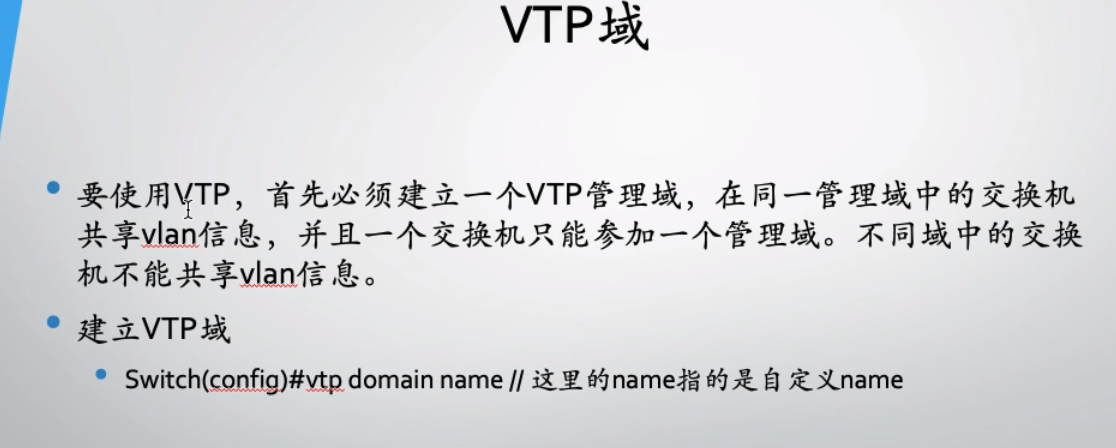 VTP域
要使用VTP，首先必须建立一个VTP管理域，在同一管理域中的交换机
共享vlan信息，并且一个交换机只能参加一个管理域。不同域中的交换
机不能共享vlan信息。
建立VTP域
Switch(config)#vtp domain name // 这里的name指的是自定义name